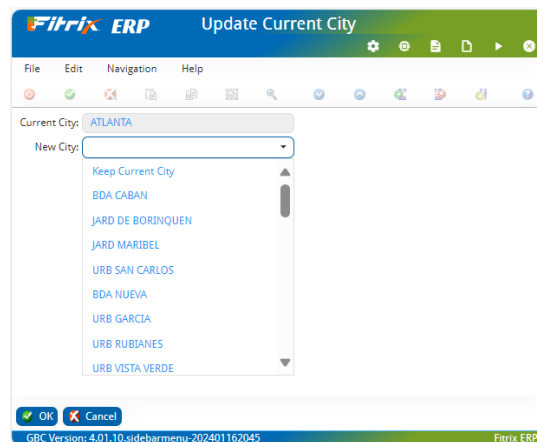 Fitrix ERP Update Current City
File Edit Navigation Help
Current City: ATLANTA
New City:
Keep Current City
BDA CABAN
JARD DE BORINQUEN
JARD MARIBEL
URB SAN CARLOS
BDA NUEVA
URB GARCIA
URB RUBIANES
URB VISTA VERDE
OK Cancel
GBC Version: 4.01.10.sidebarmenu-202401162045 Fitrix ERP